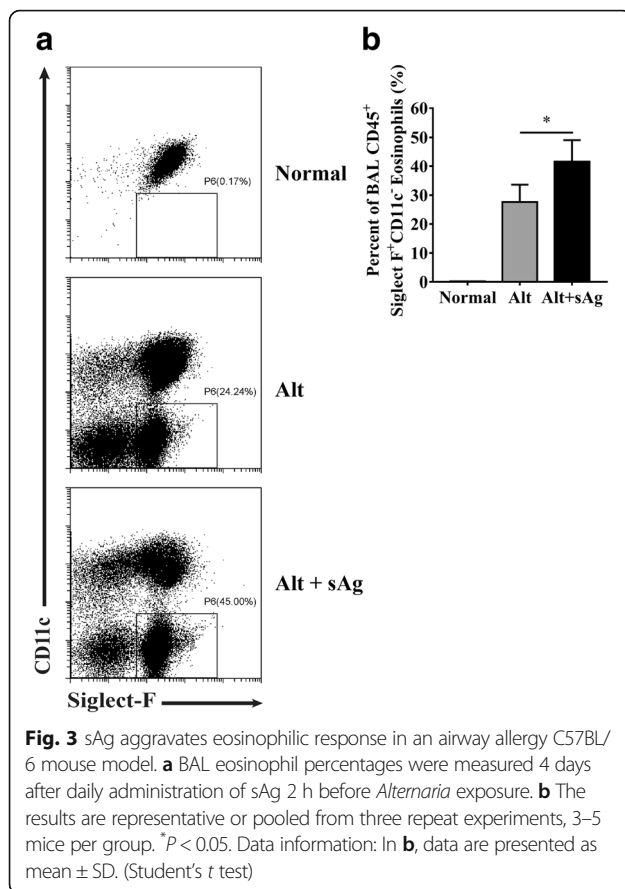 a
CD11c
P6(0.17%)
Normal
P6(24.24%)
Alt
P6(45.00%)
Alt + sAg
Siglect-F
b
Percent of BAL CD45+
Siglect F+CD11c- Eosinophils (%)
60
50
40
30
20
10
0
*
Normal Alt Alt+sAg
Fig. 3 sAg aggravates eosinophilic response in an airway allergy C57BL/
6 mouse model. a BAL eosinophil percentages were measured 4 days
after daily administration of sAg 2 h before Alternaria exposure. b The
results are representative or pooled from three repeat experiments, 3–5
mice per group. *P < 0.05. Data information: In b, data are presented as
mean ± SD. (Student's t test)